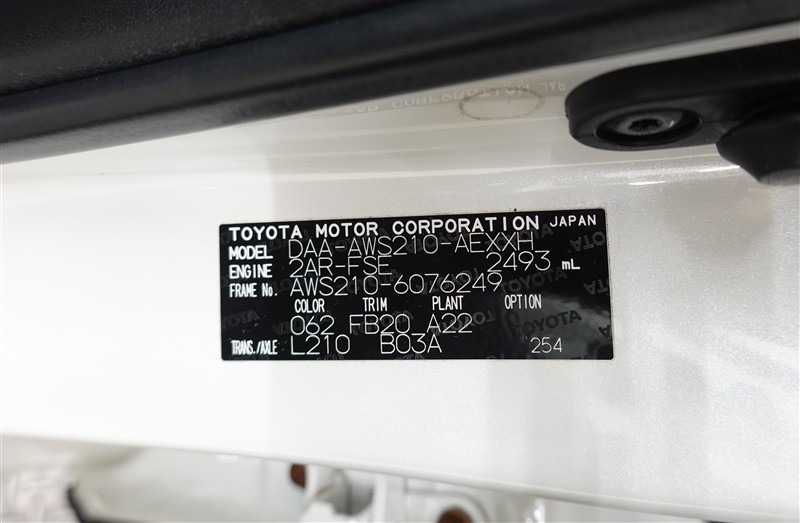 TOYOTA MOTOR CORPORATION JAPAN
MODEL DAA-AWS210-AEXXH
ENGINE 2AR-FSE 2493 mL
FRAME No. AWS210-6076249
COLOR TRIM PLANT OPTION
062 FB20 A22
TRANS./AXLE L210 B03A 254